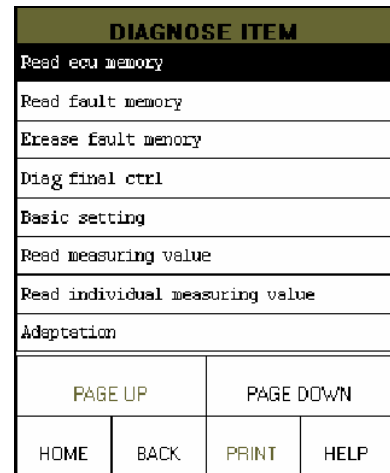 DIAGNOSE ITEM
Read ecu memory
Read fault memory
Erease fault menory
Diag final ctrl
Basic setting
Read measuring value
Read individual measuring value
Adaptation
PAGE UP PAGE DOWN
HOME BACK PRINT HELP